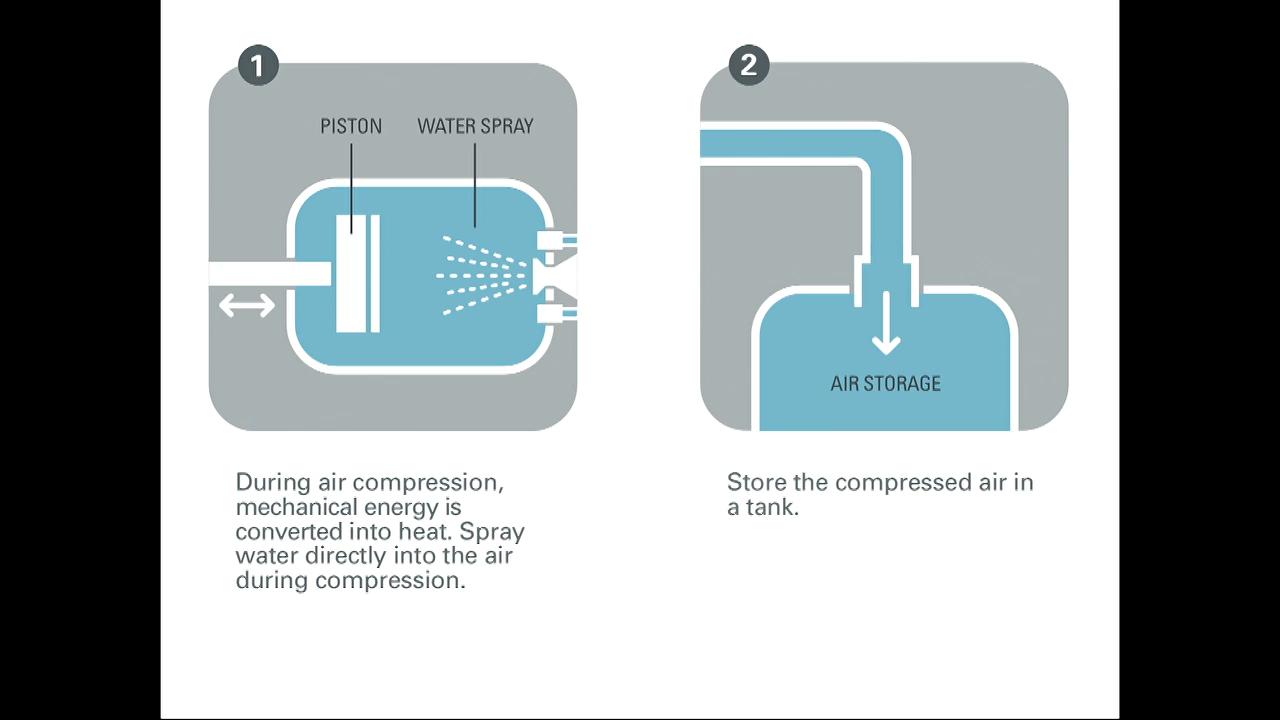 1
PISTON
WATER SPRAY
During air compression,
mechanical energy is
converted into heat. Spray
water directly into the air
during compression.
2
AIR STORAGE
Store the compressed air in
a tank.